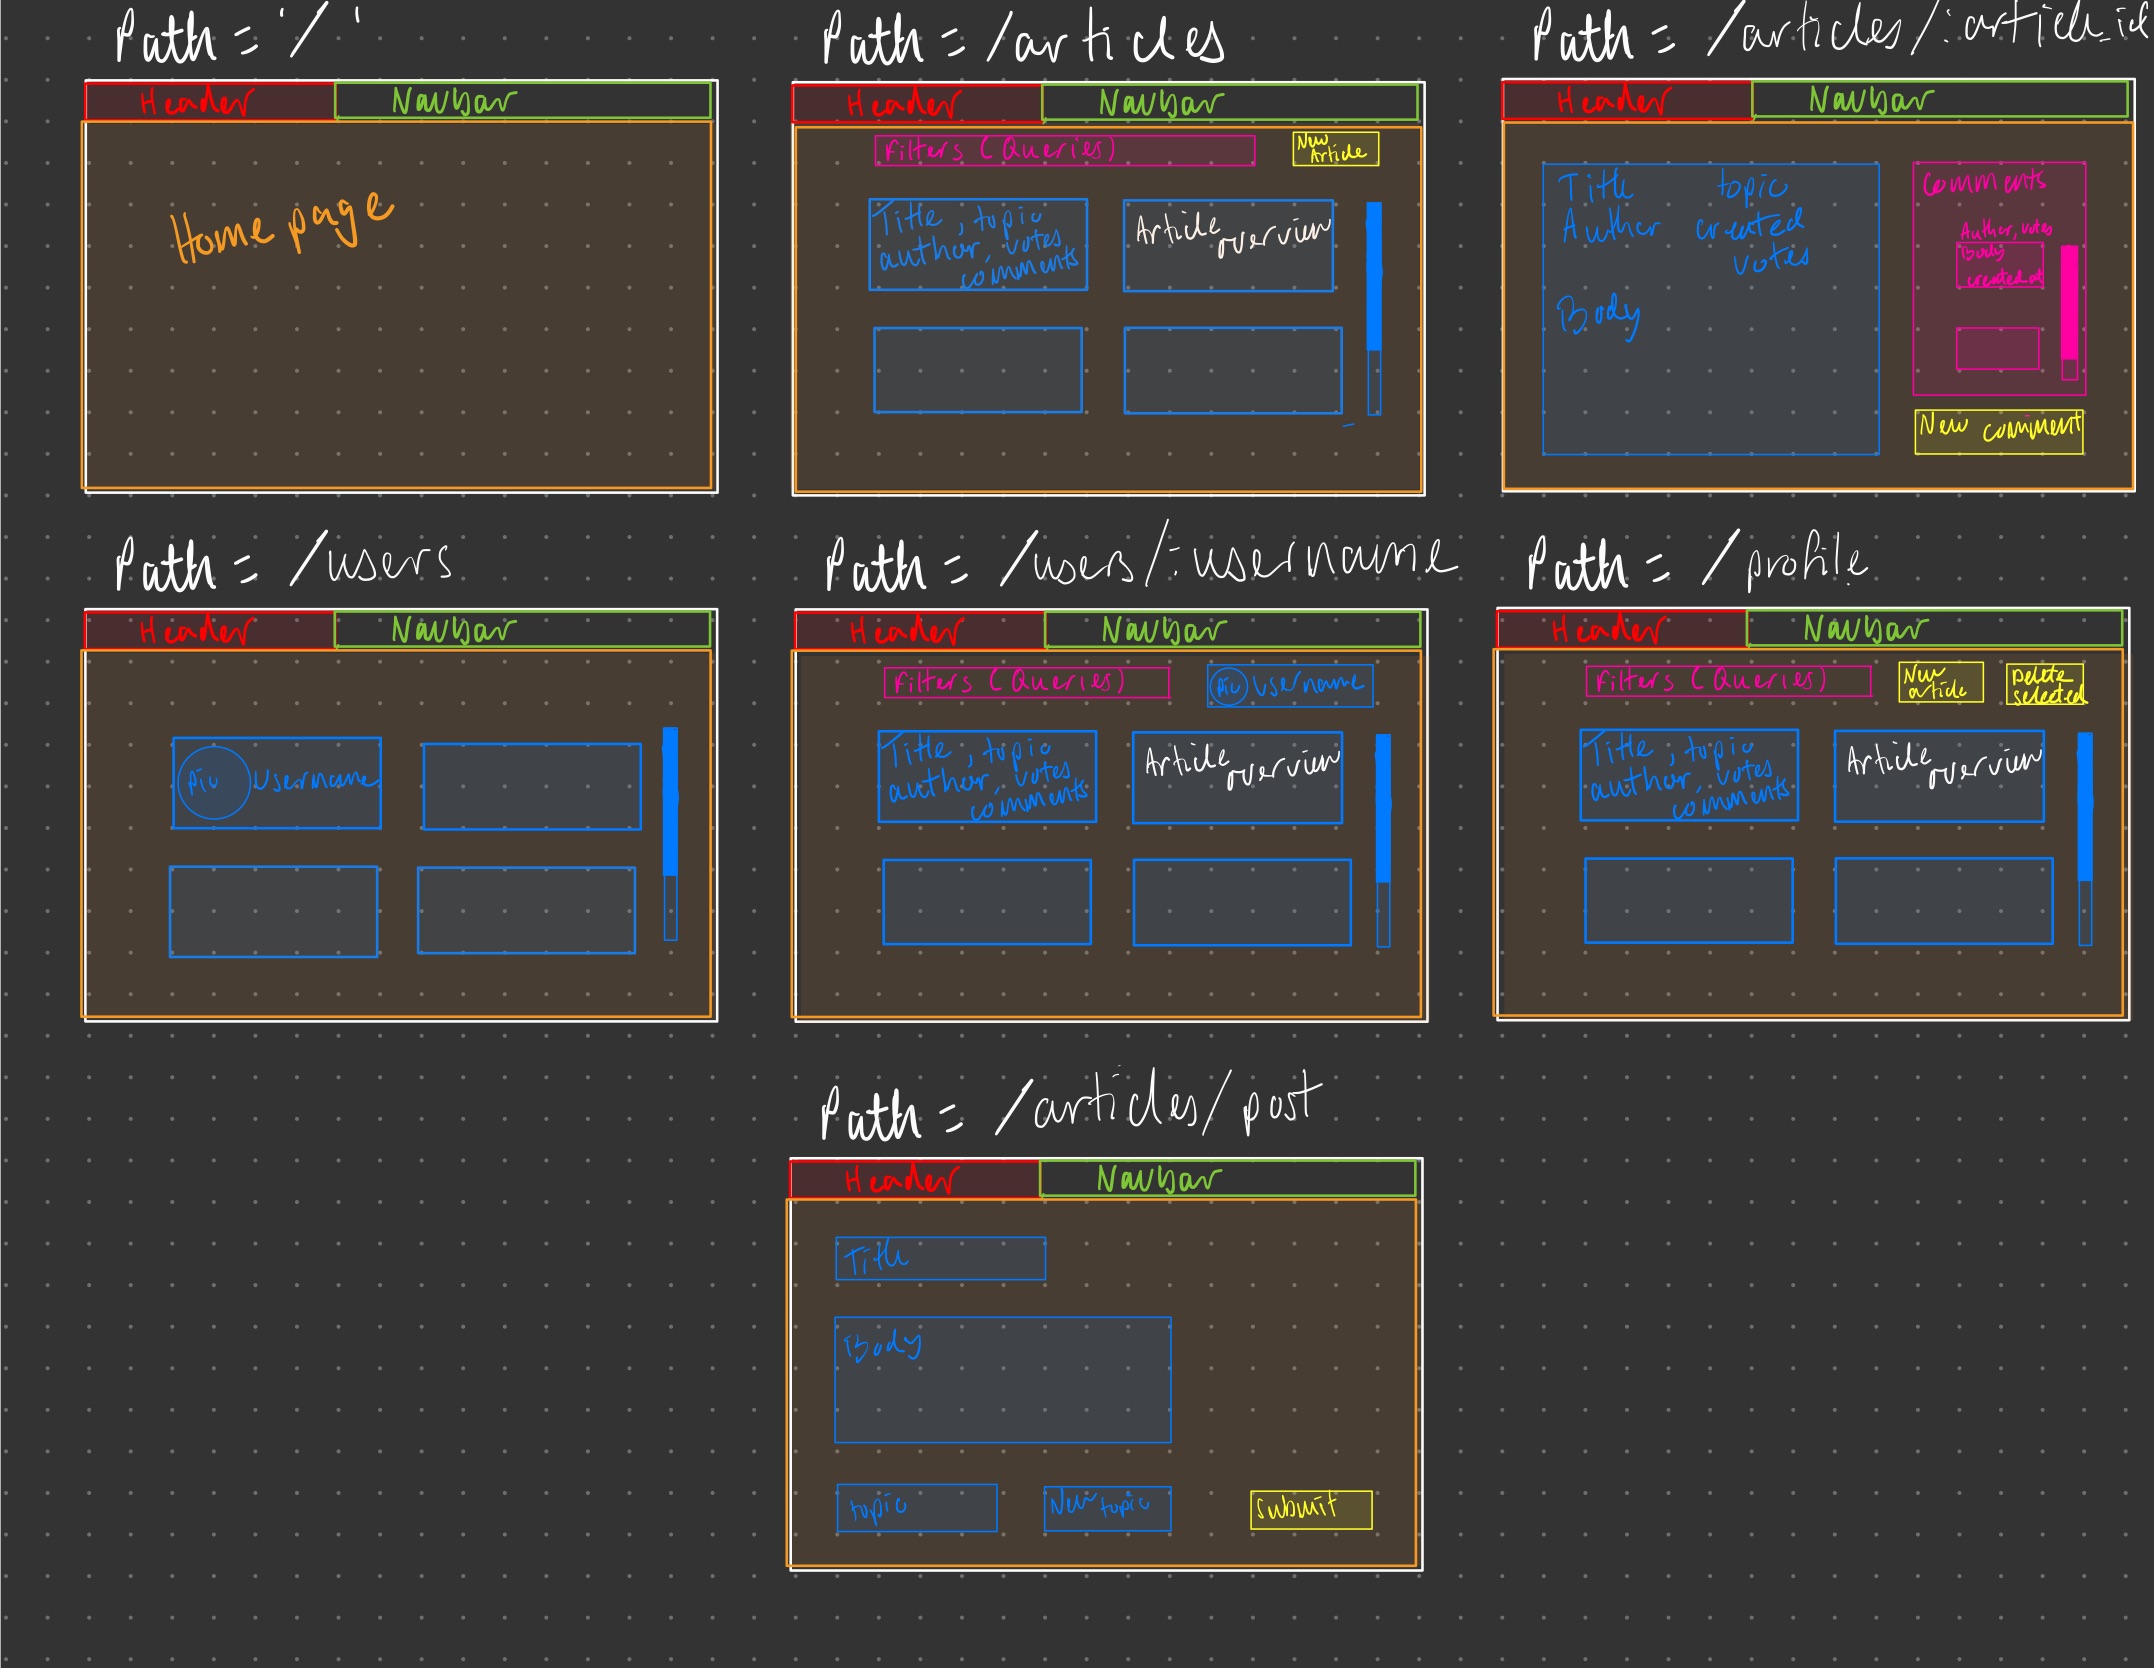 Path = '/'
Header Navbar
Home page
Path = /articles
Header Navbar
Filters (Queries) New Article
Title, topic
author, votes
comments
Article overview
Path = /articles/:article_id
Header Navbar
Title topic
Author created
votes
Body
Comments
Author, votes
Body
created at
New comment
Path = /users
Header Navbar
pic Username
Path = /users/:username
Header Navbar
Filters (Queries) pic username
Title, topic
author, votes
comments
Article overview
Path = /profile
Header Navbar
Filters (Queries) New article Delete selected
Title, topic
author, votes
comments
Article overview
Path = /articles/post
Header Navbar
Title
Body
topic New topic submit